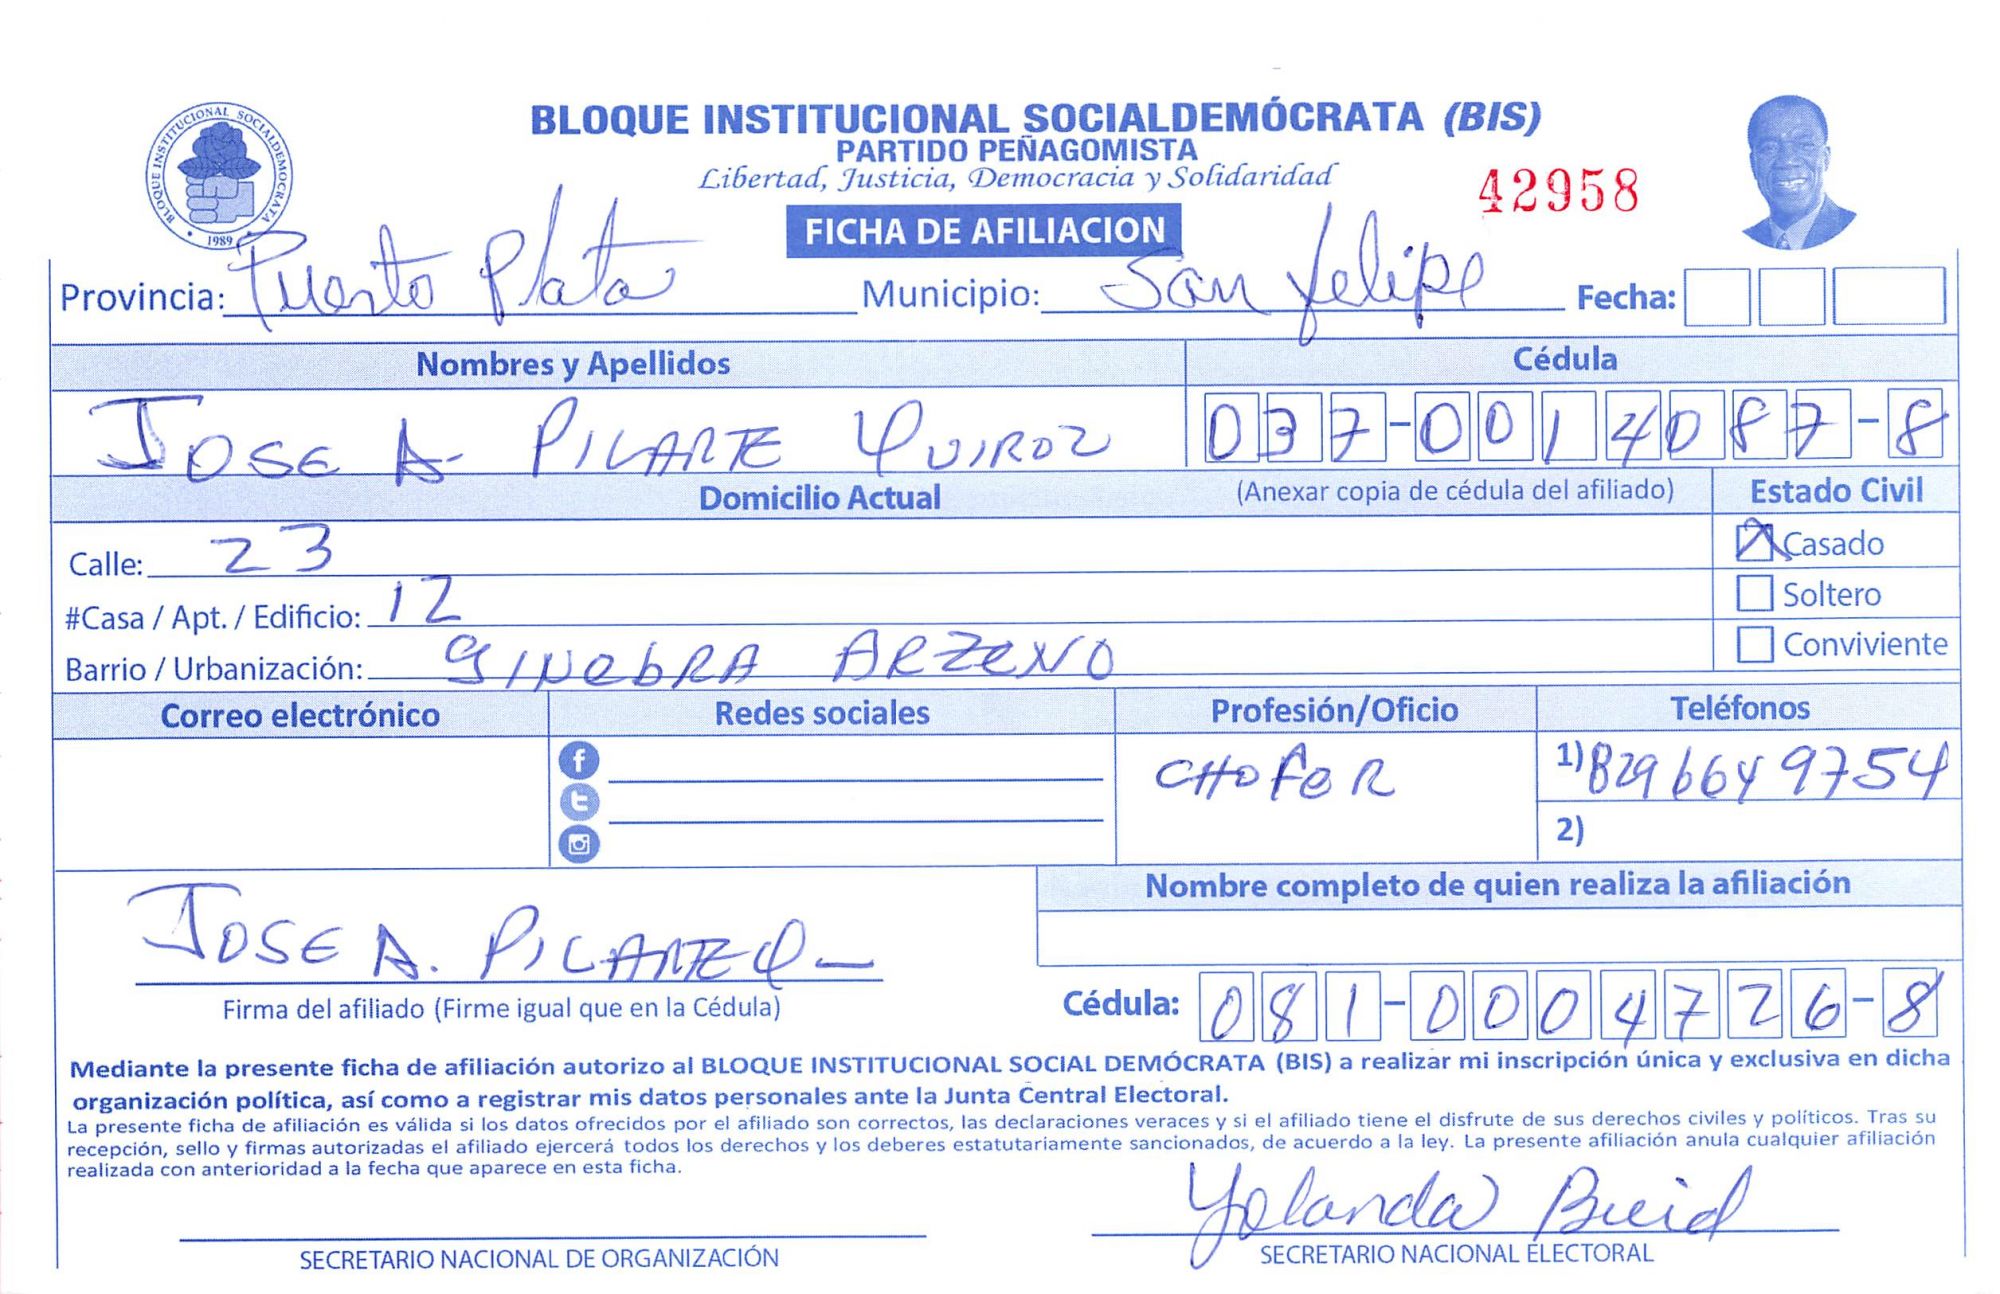 BLOQUE INSTITUCIONAL SOCIALDEMÓCRATA (BIS)
PARTIDO PEÑAGOMISTA
Libertad, Justicia, Democracia y Solidaridad
42958
BLOQUE INSTITUCIONAL SOCIALDEMOCRATA
1989
FICHA DE AFILIACION
Provincia: Puerto Plata Municipio: San Felipe Fecha:
Nombres y Apellidos Cédula
JOSE A. PILARTE QUIROZ 037-0014087-8
Domicilio Actual (Anexar copia de cédula del afiliado) Estado Civil
Calle: 23 Casado
#Casa / Apt. / Edificio: 12 Soltero
Barrio / Urbanización: GINEBRA ARZENO Conviviente
Correo electrónico Redes sociales Profesión/Oficio Teléfonos
CHOFER 1) 8296649754
2)
Nombre completo de quien realiza la afiliación
JOSE A. PILARTE Q
Firma del afiliado (Firme igual que en la Cédula) Cédula: 081-0004726-8
Mediante la presente ficha de afiliación autorizo al BLOQUE INSTITUCIONAL SOCIAL DEMÓCRATA (BIS) a realizar mi inscripción única y exclusiva en dicha
organización política, así como a registrar mis datos personales ante la Junta Central Electoral.
La presente ficha de afiliación es válida si los datos ofrecidos por el afiliado son correctos, las declaraciones veraces y si el afiliado tiene el disfrute de sus derechos civiles y políticos. Tras su
recepción, sello y firmas autorizadas el afiliado ejercerá todos los derechos y los deberes estatutariamente sancionados, de acuerdo a la ley. La presente afiliación anula cualquier afiliación
realizada con anterioridad a la fecha que aparece en esta ficha.
Yolanda
SECRETARIO NACIONAL DE ORGANIZACIÓN SECRETARIO NACIONAL ELECTORAL